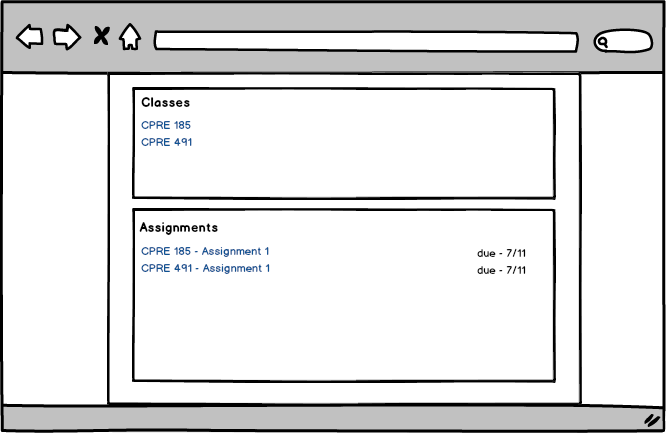 Classes
CPRE 185
CPRE 491
Assignments
CPRE 185 - Assignment 1 due - 7/11
CPRE 491 - Assignment 1 due - 7/11